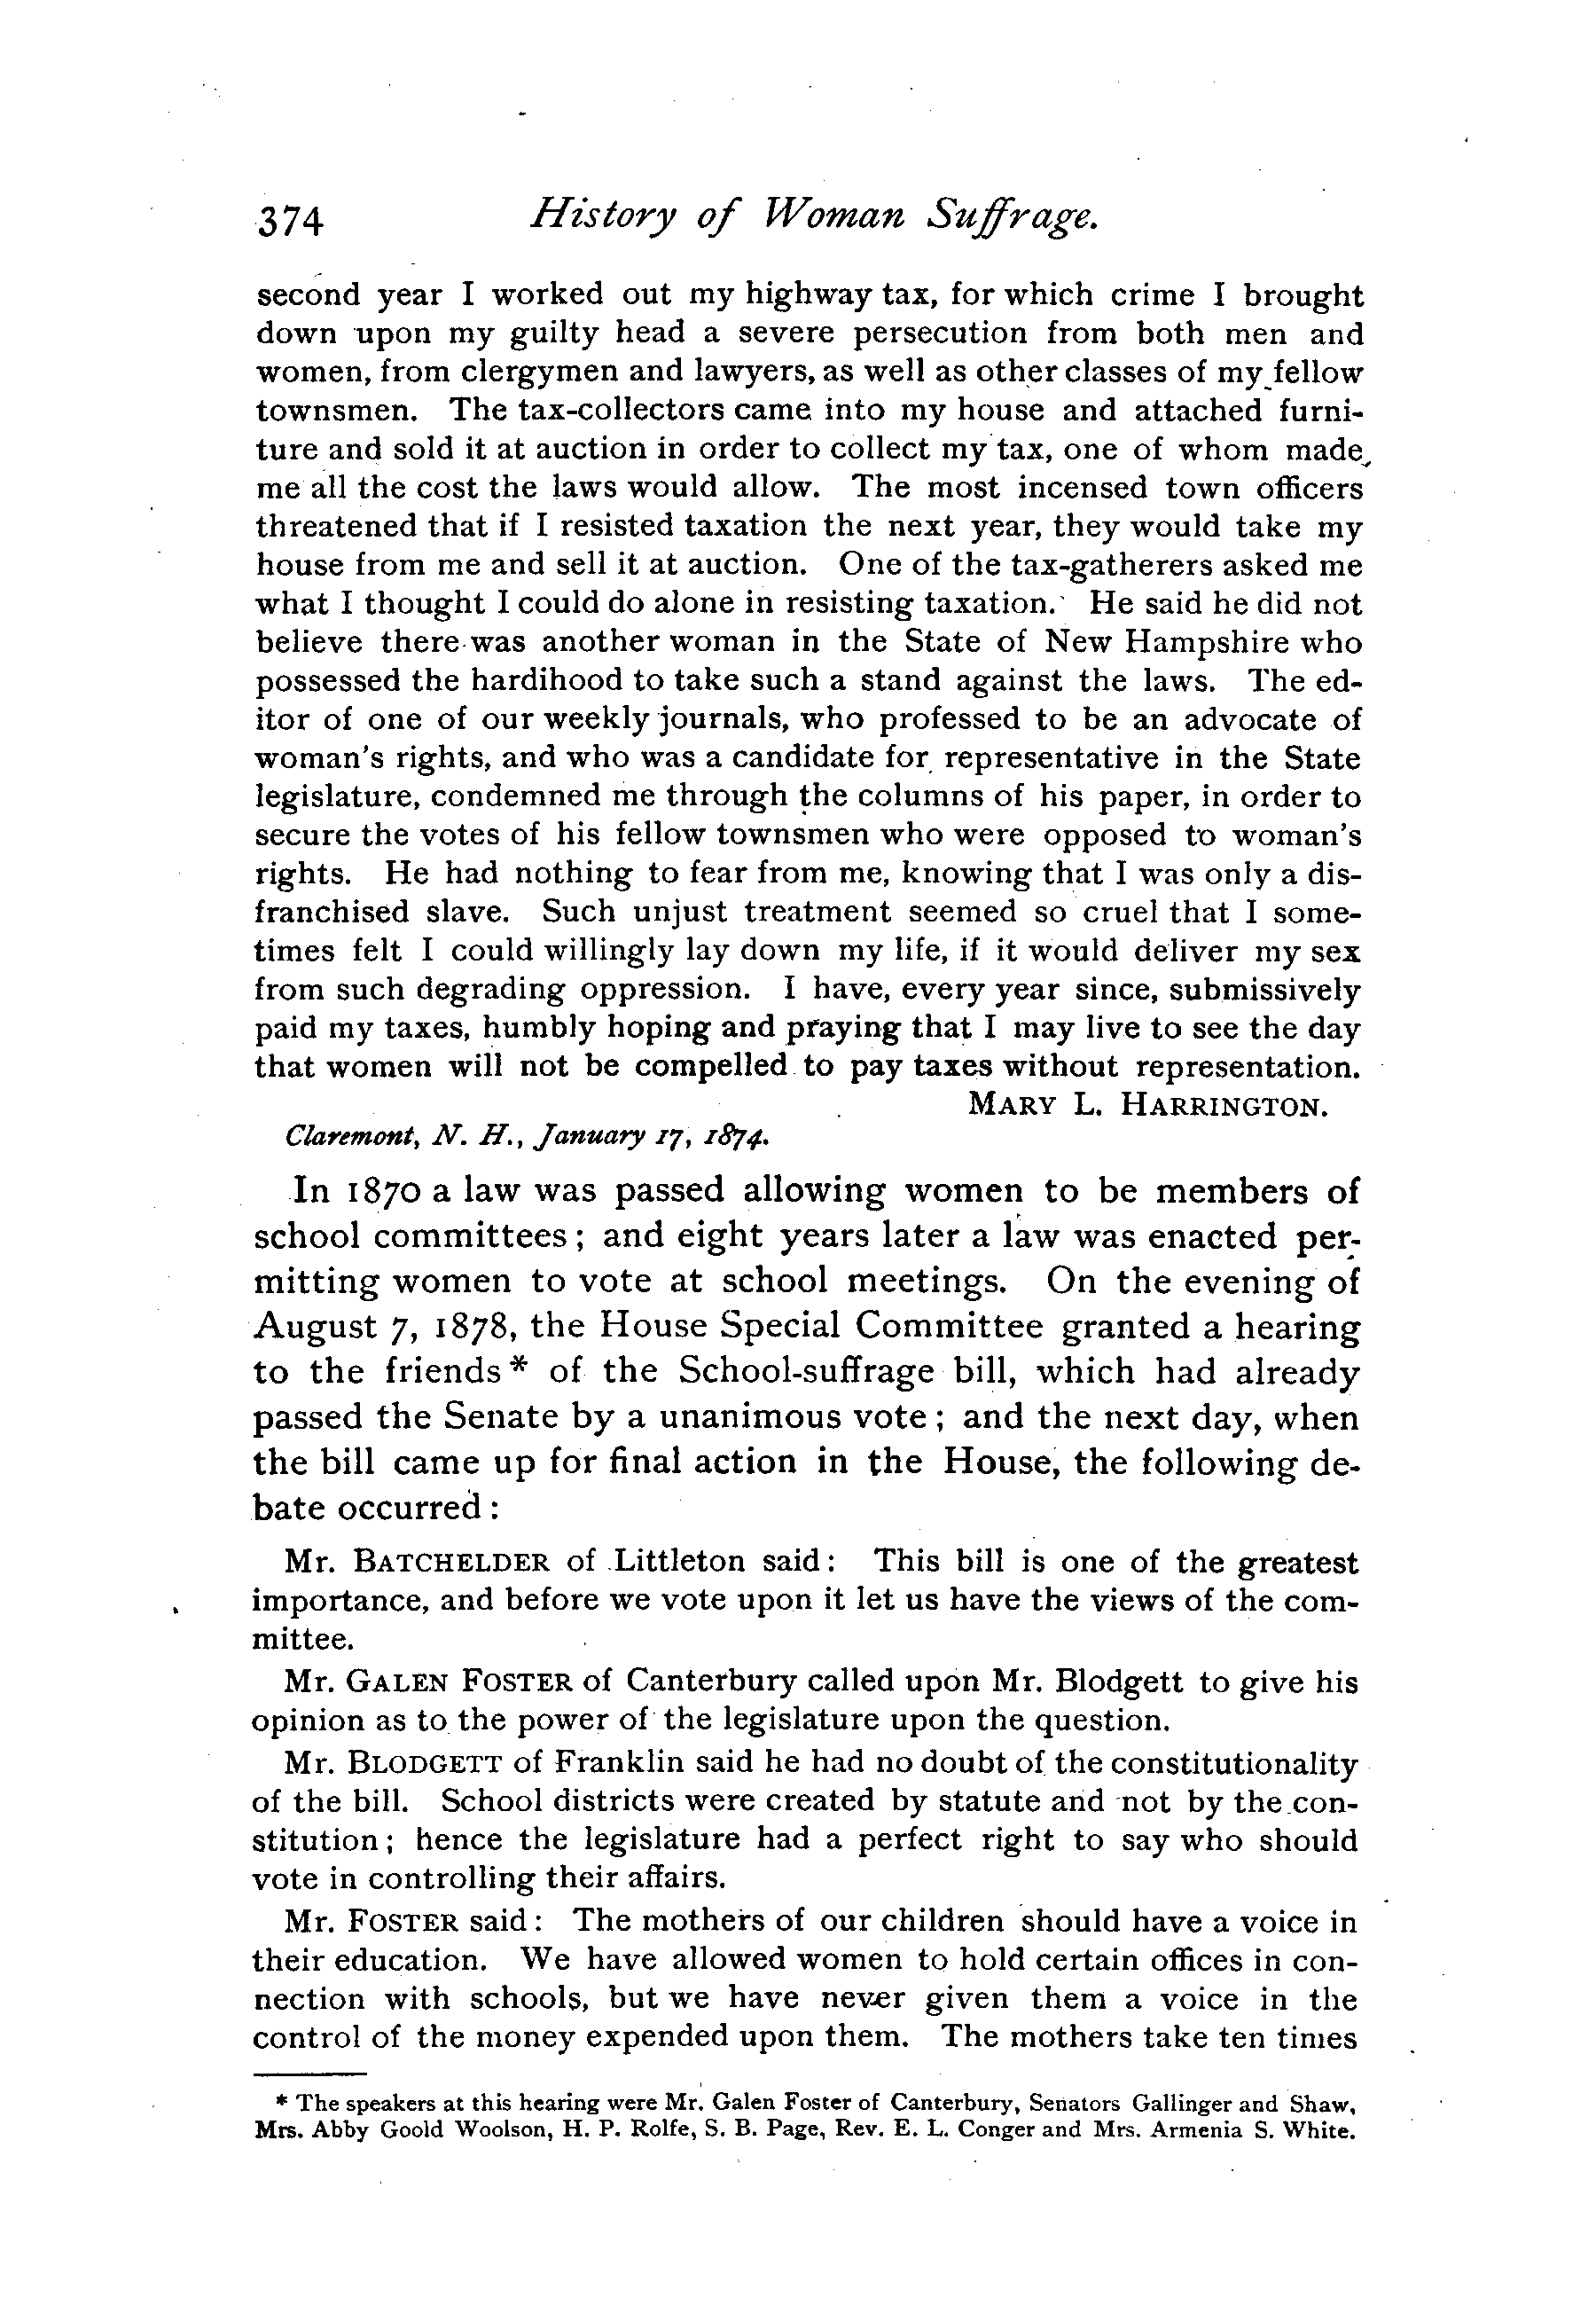 374 History of Woman Suffrage.
second year I worked out my highway tax, for which crime I brought
down upon my guilty head a severe persecution from both men and
women, from clergymen and lawyers, as well as other classes of my fellow
townsmen. The tax-collectors came into my house and attached furni-
ture and sold it at auction in order to collect my tax, one of whom made
me all the cost the laws would allow. The most incensed town officers
threatened that if I resisted taxation the next year, they would take my
house from me and sell it at auction. One of the tax-gatherers asked me
what I thought I could do alone in resisting taxation. He said he did not
believe there was another woman in the State of New Hampshire who
possessed the hardihood to take such a stand against the laws. The ed-
itor of one of our weekly journals, who professed to be an advocate of
woman's rights, and who was a candidate for representative in the State
legislature, condemned me through the columns of his paper, in order to
secure the votes of his fellow townsmen who were opposed to woman's
rights. He had nothing to fear from me, knowing that I was only a dis-
franchised slave. Such unjust treatment seemed so cruel that I some-
times felt I could willingly lay down my life, if it would deliver my sex
from such degrading oppression. I have, every year since, submissively
paid my taxes, humbly hoping and praying that I may live to see the day
that women will not be compelled to pay taxes without representation.
MARY L. HARRINGTON.
Claremont, N. H., January 17, 1874.
In 1870 a law was passed allowing women to be members of
school committees; and eight years later a law was enacted per-
mitting women to vote at school meetings. On the evening of
August 7, 1878, the House Special Committee granted a hearing
to the friends* of the School-suffrage bill, which had already
passed the Senate by a unanimous vote; and the next day, when
the bill came up for final action in the House, the following de-
bate occurred:
Mr. BATCHELDER of Littleton said: This bill is one of the greatest
importance, and before we vote upon it let us have the views of the com-
mittee.
Mr. GALEN FOSTER of Canterbury called upon Mr. Blodgett to give his
opinion as to the power of the legislature upon the question.
Mr. BLODGETT of Franklin said he had no doubt of the constitutionality
of the bill. School districts were created by statute and not by the con-
stitution; hence the legislature had a perfect right to say who should
vote in controlling their affairs.
Mr. FOSTER said: The mothers of our children should have a voice in
their education. We have allowed women to hold certain offices in con-
nection with schools, but we have never given them a voice in the
control of the money expended upon them. The mothers take ten times
* The speakers at this hearing were Mr. Galen Foster of Canterbury, Senators Gallinger and Shaw,
Mrs. Abby Goold Woolson, H. P. Rolfe, S. B. Page, Rev. E. L. Conger and Mrs. Armenia S. White.